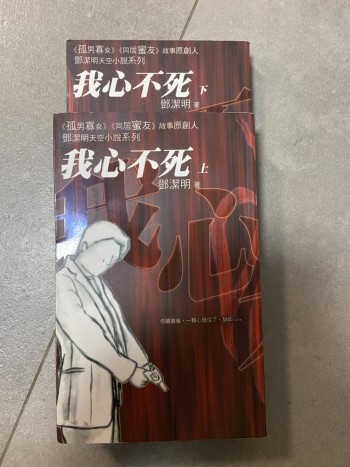 《孤男寡女》《同居蜜友》故事原創人
鄧潔明天空小說系列
我心不死 下
鄧潔明 著
《孤男寡女》《同居蜜友》故事原創人
鄧潔明天空小說系列
我心不死 上
鄧潔明 著
我心